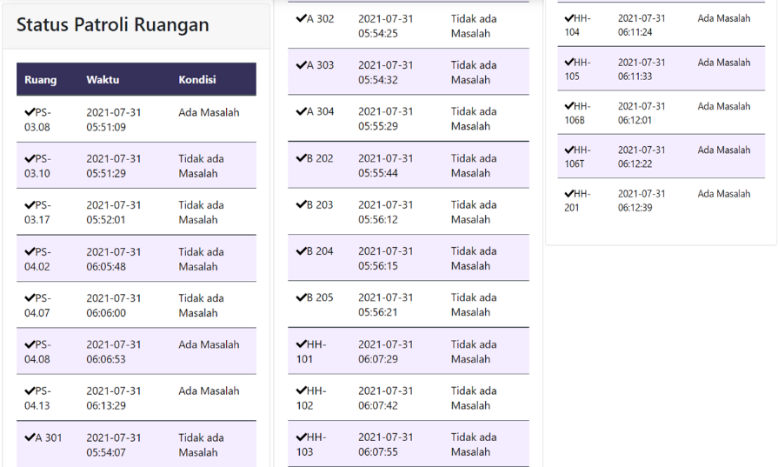 Status Patroli Ruangan
Ruang Waktu Kondisi
✔PS- 2021-07-31 Ada Masalah
03.08 05:51:09
✔PS- 2021-07-31 Tidak ada
03.10 05:51:29 Masalah
✔PS- 2021-07-31 Tidak ada
03.17 05:52:01 Masalah
✔PS- 2021-07-31 Tidak ada
04.02 06:05:48 Masalah
✔PS- 2021-07-31 Tidak ada
04.07 06:06:00 Masalah
✔PS- 2021-07-31 Ada Masalah
04.08 06:06:53
✔PS- 2021-07-31 Ada Masalah
04.13 06:13:29
✔A 301 2021-07-31 Tidak ada
05:54:07 Masalah
✔A 302 2021-07-31 Tidak ada
05:54:25 Masalah
✔A 303 2021-07-31 Tidak ada
05:54:32 Masalah
✔A 304 2021-07-31 Tidak ada
05:55:29 Masalah
✔B 202 2021-07-31 Tidak ada
05:55:44 Masalah
✔B 203 2021-07-31 Tidak ada
05:56:12 Masalah
✔B 204 2021-07-31 Tidak ada
05:56:15 Masalah
✔B 205 2021-07-31 Tidak ada
05:56:21 Masalah
✔HH- 2021-07-31 Tidak ada
101 06:07:29 Masalah
✔HH- 2021-07-31 Tidak ada
102 06:07:42 Masalah
✔HH- 2021-07-31 Tidak ada
103 06:07:55 Masalah
✔HH- 2021-07-31 Ada Masalah
104 06:11:24
✔HH- 2021-07-31 Ada Masalah
105 06:11:33
✔HH- 2021-07-31 Ada Masalah
106B 06:12:01
✔HH- 2021-07-31 Ada Masalah
106T 06:12:22
✔HH- 2021-07-31 Ada Masalah
201 06:12:39